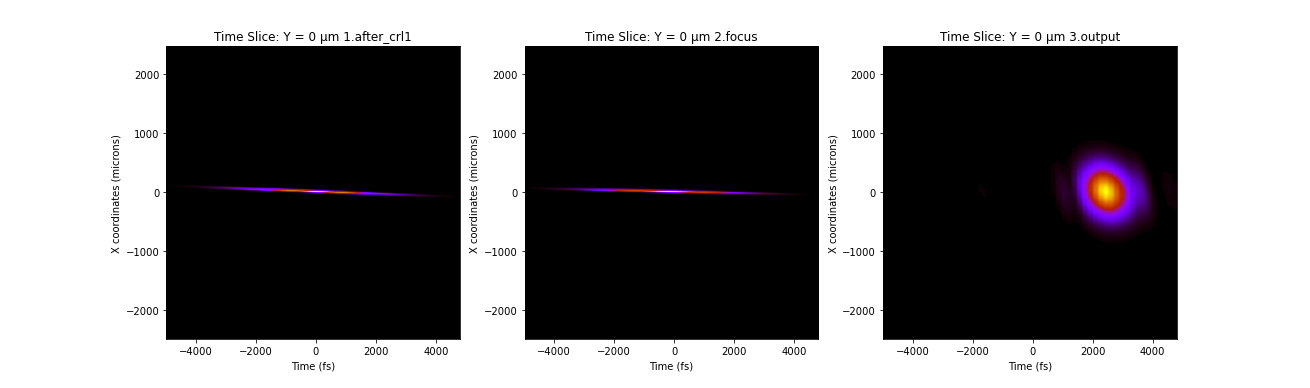 Time Slice: Y = 0 μm 1.after_crl1
X coordinates (microns)
2000
1000
0
−1000
−2000
−4000 −2000 0 2000 4000
Time (fs)
Time Slice: Y = 0 μm 2.focus
X coordinates (microns)
2000
1000
0
−1000
−2000
−4000 −2000 0 2000 4000
Time (fs)
Time Slice: Y = 0 μm 3.output
X coordinates (microns)
2000
1000
0
−1000
−2000
−4000 −2000 0 2000 4000
Time (fs)